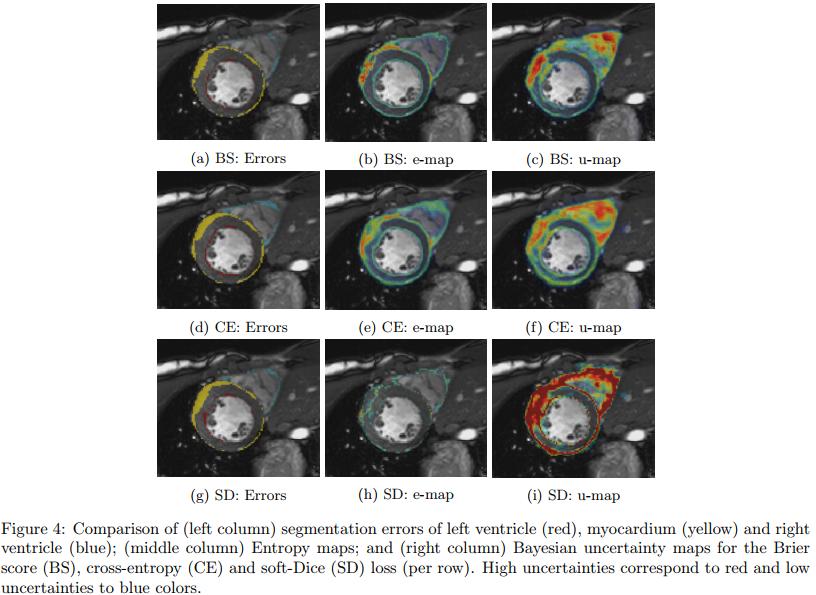 (a) BS: Errors
(b) BS: e-map
(c) BS: u-map
(d) CE: Errors
(e) CE: e-map
(f) CE: u-map
(g) SD: Errors
(h) SD: e-map
(i) SD: u-map
Figure 4: Comparison of (left column) segmentation errors of left ventricle (red), myocardium (yellow) and right
ventricle (blue); (middle column) Entropy maps; and (right column) Bayesian uncertainty maps for the Brier
score (BS), cross-entropy (CE) and soft-Dice (SD) loss (per row). High uncertainties correspond to red and low
uncertainties to blue colors.